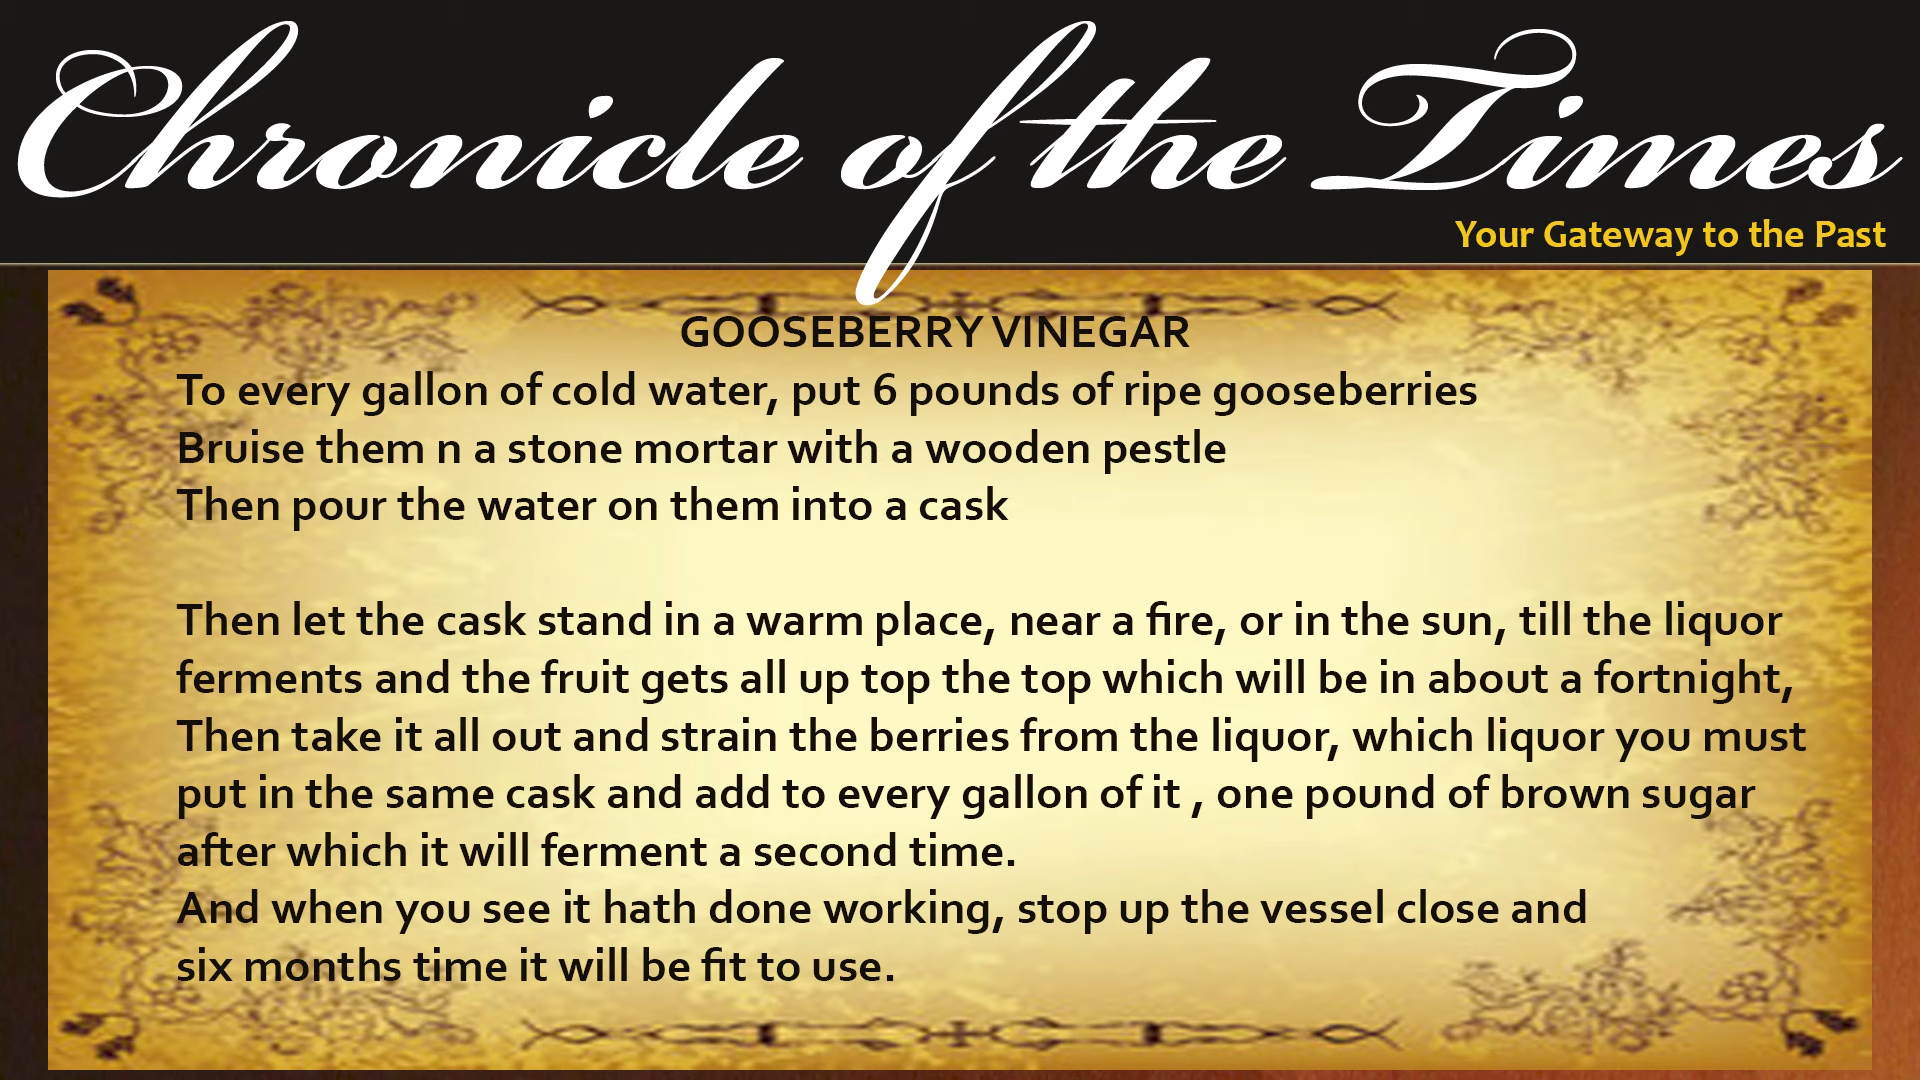 Chronicle of the Times
Your Gateway to the Past
GOOSEBERRY VINEGAR
To every gallon of cold water, put 6 pounds of ripe gooseberries
Bruise them n a stone mortar with a wooden pestle
Then pour the water on them into a cask
Then let the cask stand in a warm place, near a fire, or in the sun, till the liquor
ferments and the fruit gets all up top the top which will be in about a fortnight,
Then take it all out and strain the berries from the liquor, which liquor you must
put in the same cask and add to every gallon of it , one pound of brown sugar
after which it will ferment a second time.
And when you see it hath done working, stop up the vessel close and
six months time it will be fit to use.